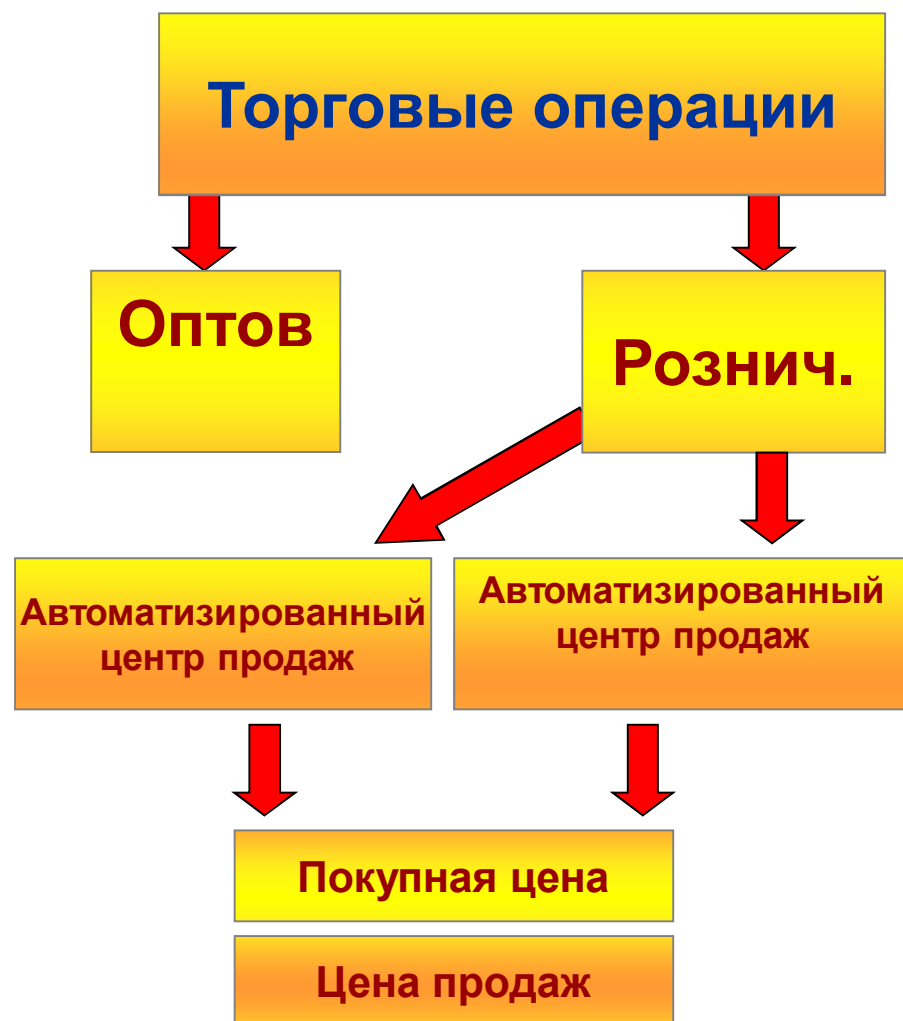 Торговые операции
Оптов
Рознич.
Автоматизированный
центр продаж
Автоматизированный
центр продаж
Покупная цена
Цена продаж